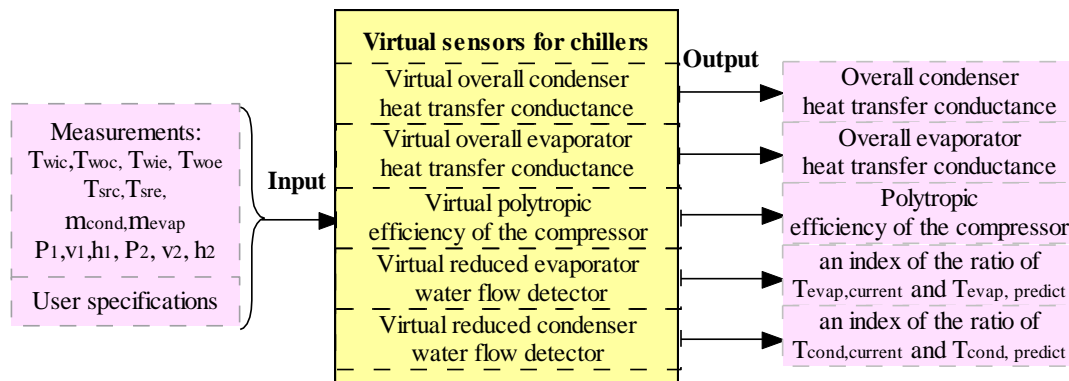 Measurements:
Twic,Twoc, Twie, Twoe
Tsrc,Tsre,
mcond,mevap
P1,v1,h1, P2, v2, h2
User specifications
Input
Virtual sensors for chillers
Virtual overall condenser
heat transfer conductance
Virtual overall evaporator
heat transfer conductance
Virtual polytropic
efficiency of the compressor
Virtual reduced evaporator
water flow detector
Virtual reduced condenser
water flow detector
Output
Overall condenser
heat transfer conductance
Overall evaporator
heat transfer conductance
Polytropic
efficiency of the compressor
an index of the ratio of
Tevap,current and Tevap, predict
an index of the ratio of
Tcond,current and Tcond, predict